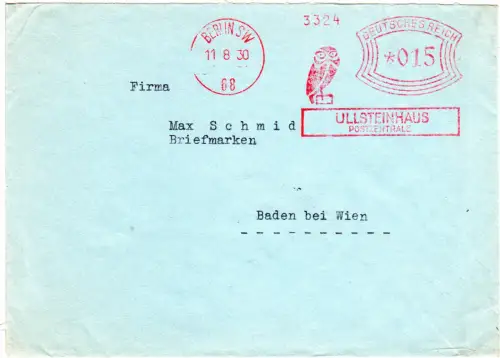 3324
BERLIN SW
11 8 30
68
DEUTSCHES REICH
*015
ULLSTEINHAUS
POSTZENTRALE
Firma
Max Schmid
Briefmarken
Baden bei Wien